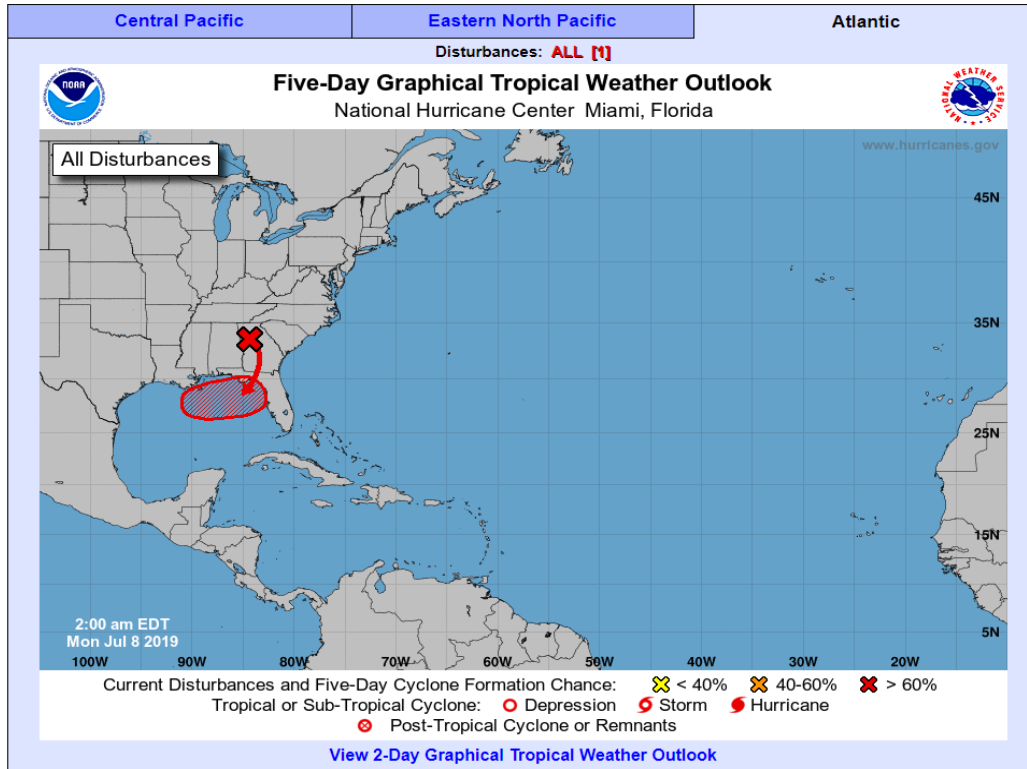 Central Pacific
Eastern North Pacific
Atlantic
Disturbances: ALL [1]
Five-Day Graphical Tropical Weather Outlook
National Hurricane Center Miami, Florida
NOAA
All Disturbances
www.hurricanes.gov
45N
35N
25N
15N
5N
2:00 am EDT
Mon Jul 8 2019
100W 90W 80W 70W 60W 50W 40W 30W 20W
Current Disturbances and Five-Day Cyclone Formation Chance: < 40% 40-60% > 60%
Tropical or Sub-Tropical Cyclone: Depression Storm Hurricane
Post-Tropical Cyclone or Remnants
View 2-Day Graphical Tropical Weather Outlook